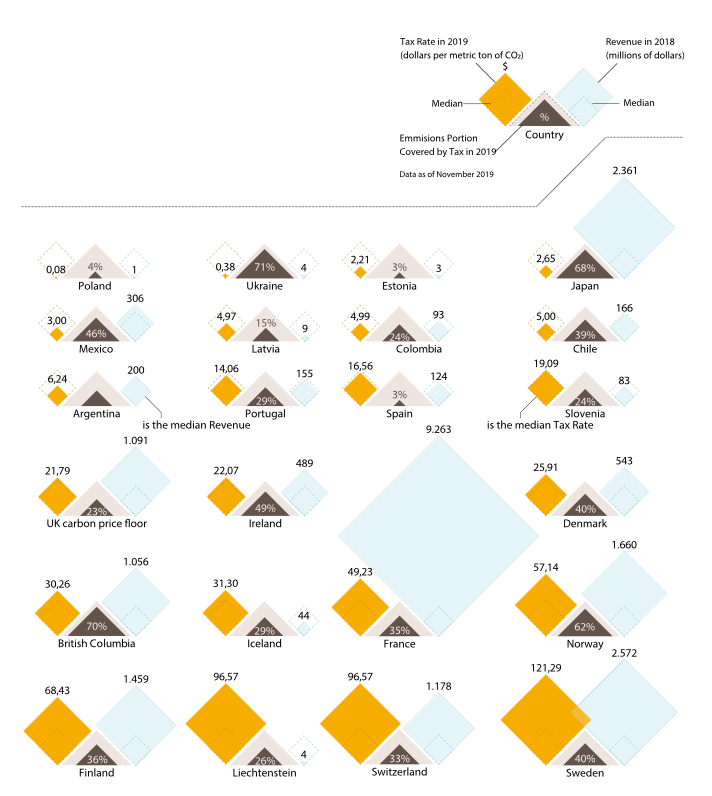 Tax Rate in 2019
(dollars per metric ton of CO₂)
$
Revenue in 2018
(millions of dollars)
Median
Median
%
Country
Emmisions Portion
Covered by Tax in 2019
Data as of November 2019
2.361
0,08 4% 1
Poland
0,38 71% 4
Ukraine
2,21 3% 3
Estonia
2,65 68%
Japan
306
3,00 46%
Mexico
4,97 15% 9
Latvia
4,99 24% 93
Colombia
5,00 39% 166
Chile
6,24 200
Argentina
14,06 29% 155
Portugal
16,56 3% 124
Spain
19,09 24% 83
Slovenia
is the median Revenue
is the median Tax Rate
1.091
21,79 23%
UK carbon price floor
22,07 49% 489
Ireland
9.263
25,91 40% 543
Denmark
1.056
30,26 70%
British Columbia
31,30 29% 44
Iceland
49,23 35%
France
1.660
57,14 62%
Norway
1.459
68,43 36%
Finland
96,57 26% 4
Liechtenstein
96,57 33% 1.178
Switzerland
2.572
121,29 40%
Sweden